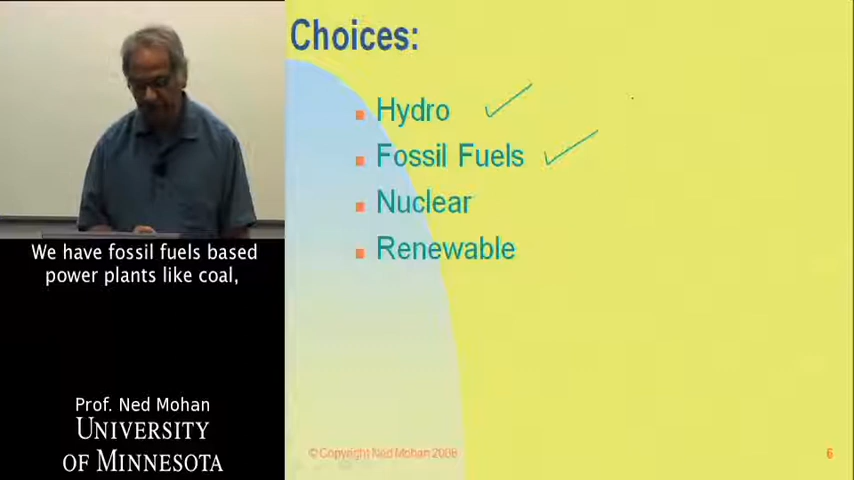 Choices:
Hydro
Fossil Fuels
Nuclear
Renewable
We have fossil fuels based
power plants like coal,
Prof. Ned Mohan
UNIVERSITY
OF MINNESOTA
© Copyright Ned Mohan 2008
6